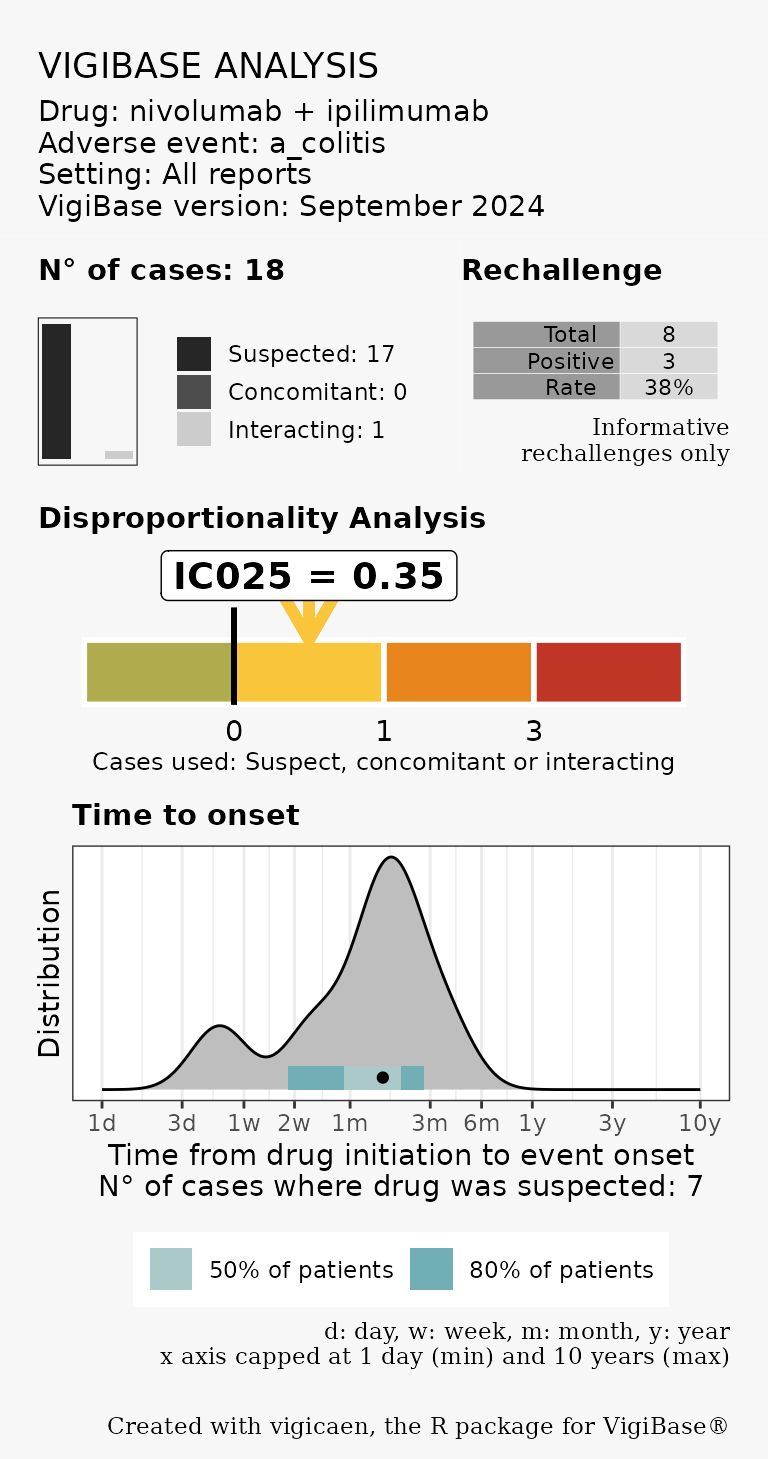 VIGIBASE ANALYSIS
Drug: nivolumab + ipilimumab
Adverse event: a_colitis
Setting: All reports
VigiBase version: September 2024
N° of cases: 18
Suspected: 17
Concomitant: 0
Interacting: 1
Rechallenge
Total 8
Positive 3
Rate 38%
Informative
rechallenges only
Disproportionality Analysis
IC025 = 0.35
0 1 3
Cases used: Suspect, concomitant or interacting
Time to onset
Distribution
1d 3d 1w 2w 1m 3m 6m 1y 3y 10y
Time from drug initiation to event onset
N° of cases where drug was suspected: 7
50% of patients 80% of patients
d: day, w: week, m: month, y: year
x axis capped at 1 day (min) and 10 years (max)
Created with vigicaen, the R package for VigiBase®